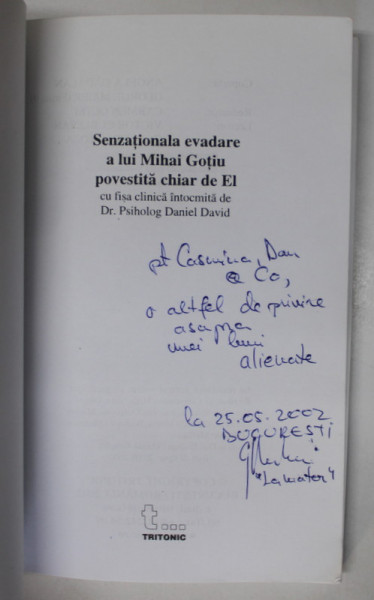 Senzaționala evadare
a lui Mihai Goțiu
povestită chiar de El
cu fișa clinică întocmită de
Dr. Psiholog Daniel David
pt Casmina, Dan
& Co,
o altfel de privire
asupra
unei lumi
alienate
la 25.05.2002
BUCUREȘTI
t...
TRITONIC